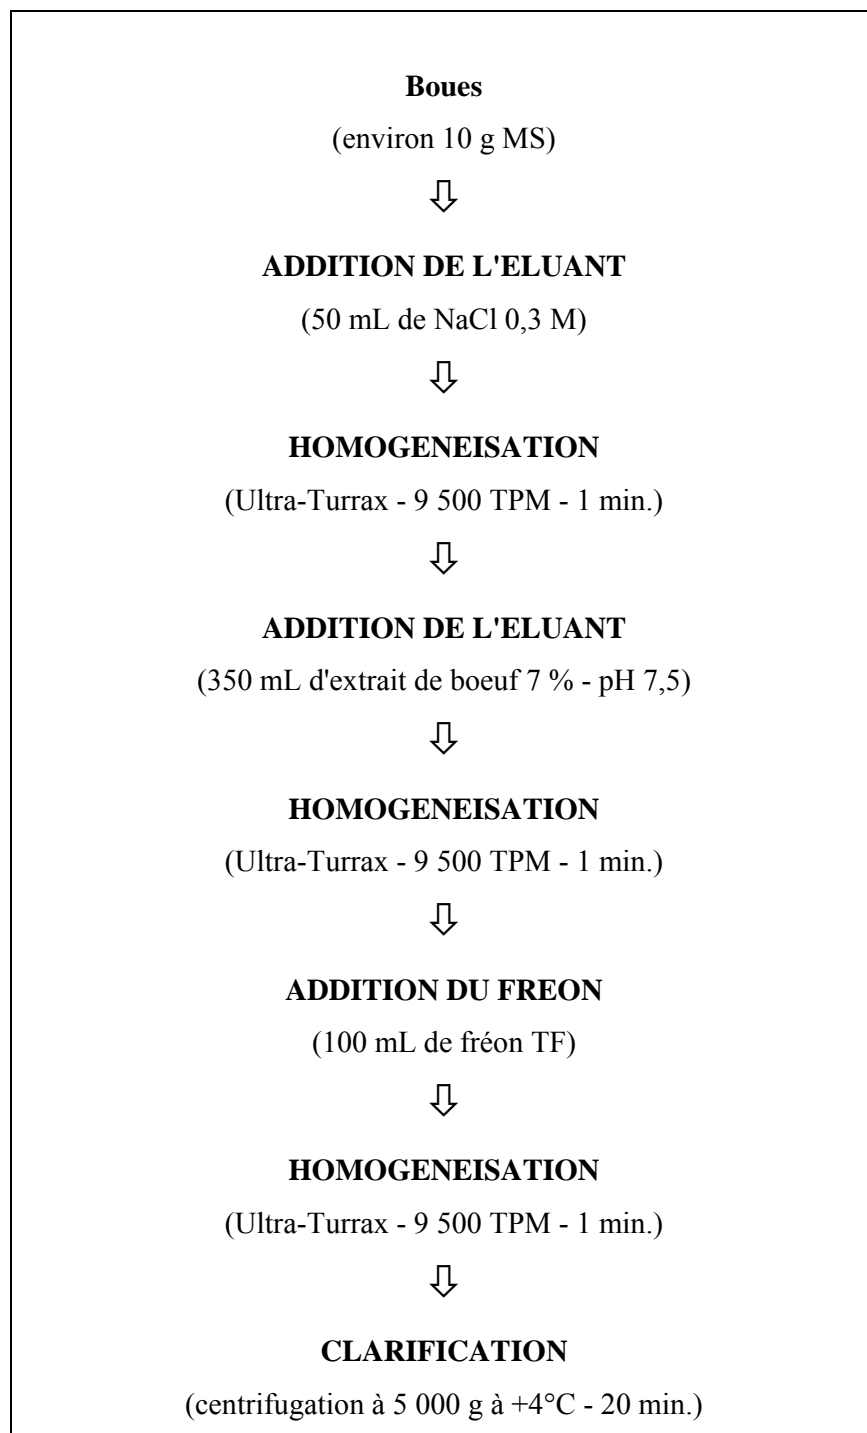 Boues
(environ 10 g MS)
⇩
ADDITION DE L'ELUANT
(50 mL de NaCl 0,3 M)
⇩
HOMOGENEISATION
(Ultra-Turrax - 9 500 TPM - 1 min.)
⇩
ADDITION DE L'ELUANT
(350 mL d'extrait de boeuf 7 % - pH 7,5)
⇩
HOMOGENEISATION
(Ultra-Turrax - 9 500 TPM - 1 min.)
⇩
ADDITION DU FREON
(100 mL de fréon TF)
⇩
HOMOGENEISATION
(Ultra-Turrax - 9 500 TPM - 1 min.)
⇩
CLARIFICATION
(centrifugation à 5 000 g à +4°C - 20 min.)